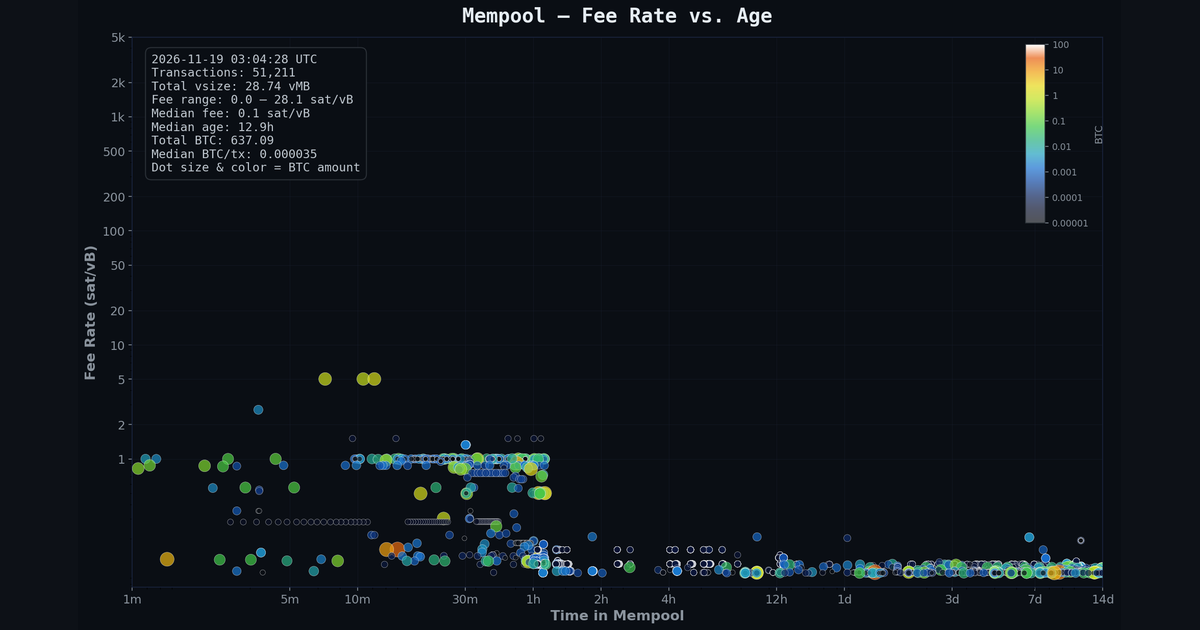 Mempool — Fee Rate vs. Age
2026-11-19 03:04:28 UTC
Transactions: 51,211
Total vsize: 28.74 vMB
Fee range: 0.0 — 28.1 sat/vB
Median fee: 0.1 sat/vB
Median age: 12.9h
Total BTC: 637.09
Median BTC/tx: 0.000035
Dot size & color = BTC amount
100
10
1
0.1
0.01
0.001
0.0001
0.00001
BTC
Fee Rate (sat/vB)
5k
2k
1k
500
200
100
50
20
10
5
2
1
1m
5m
10m
30m
1h
2h
4h
12h
1d
3d
7d
14d
Time in Mempool